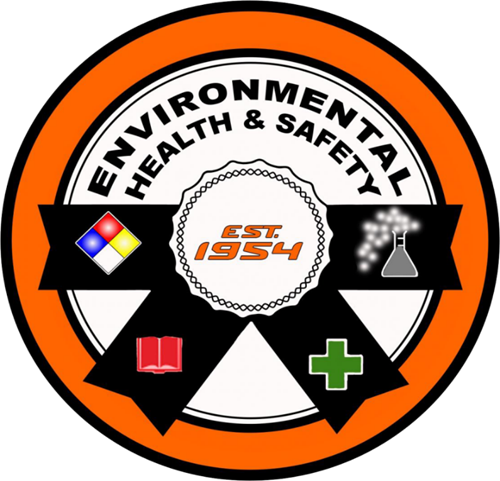 ENVIRONMENTAL
HEALTH & SAFETY
EST.
1954